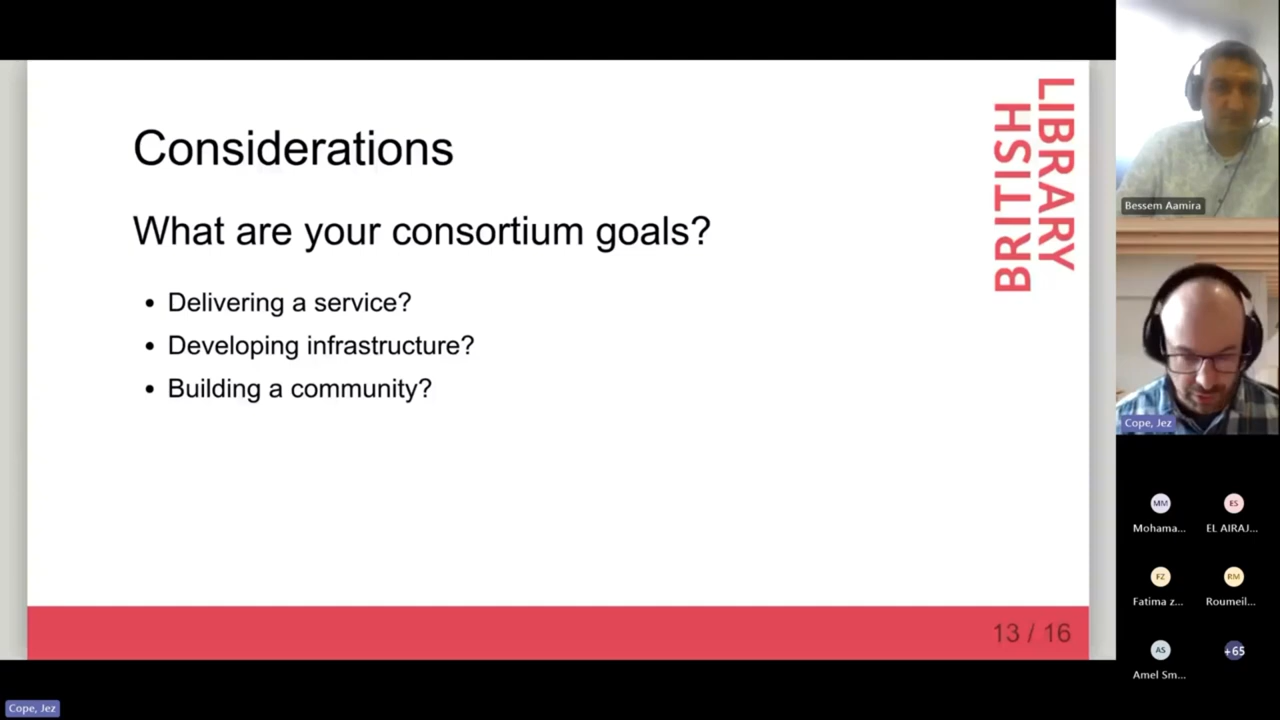 Considerations
What are your consortium goals?
• Delivering a service?
• Developing infrastructure?
• Building a community?
BRITISH
LIBRARY
13 / 16
Bessem Aamira
Cope, Jez
MM
ES
Mohama...
EL AIRAJ...
FZ
RM
Fatima z...
Roumeil...
AS
+65
Amel Sm...
Cope, Jez